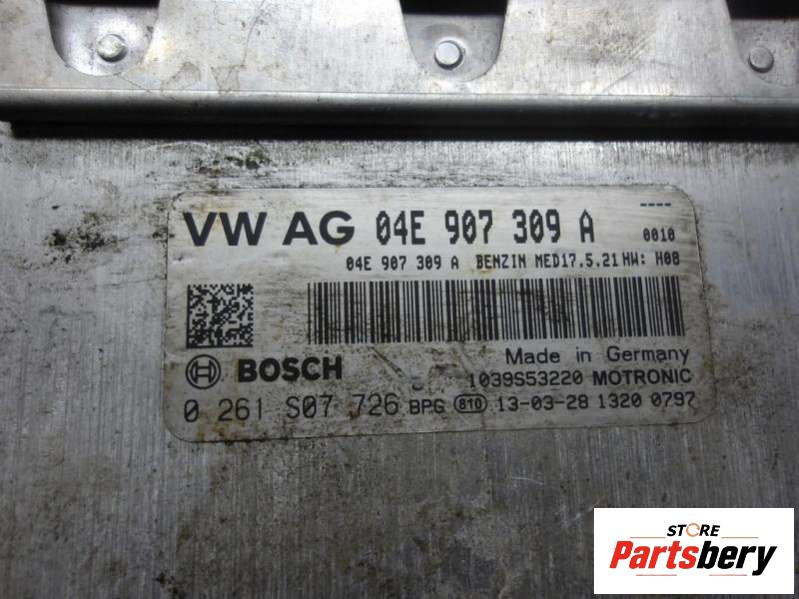 ----
VW AG 04E 907 309 A 0010
04E 907 309 A BENZIN MED17.5.21 HW: H08
Made in Germany
BOSCH 1039S53220 MOTRONIC
0 261 S07 726 BPG 810 13-03-28 1320 0797
STORE
Partsbery